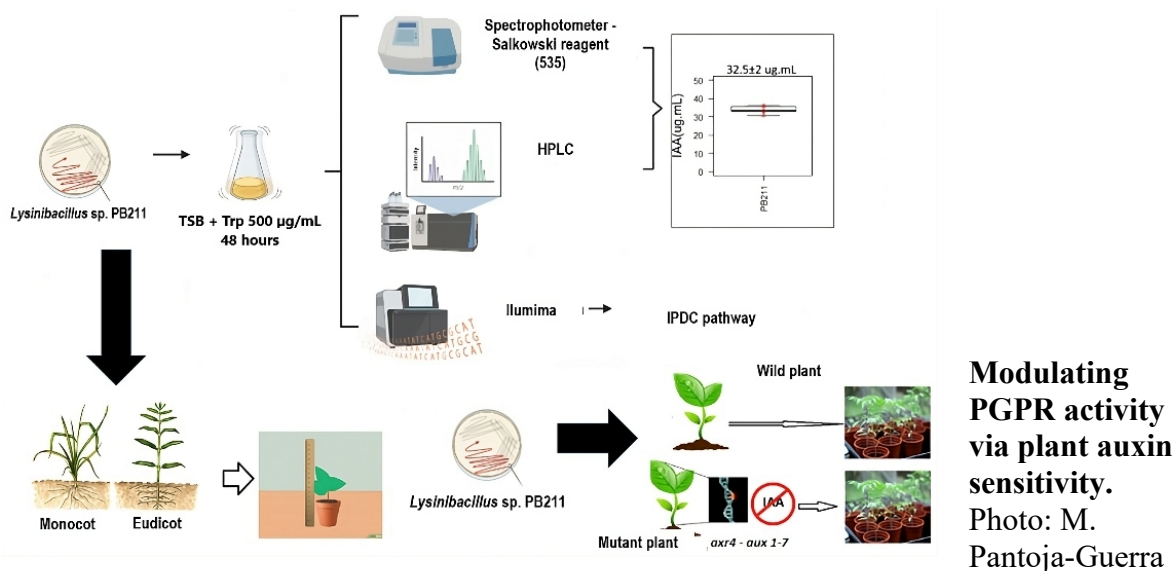 Spectrophotometer -
Salkowski reagent
(535)
32.5±2 ug.mL
IAA(ug.mL)
50
40
30
20
10
0
PB211
Lysinibacillus sp. PB211
TSB + Trp 500 µg/mL
48 hours
Intensity
HPLC
Ilumima
IPDC pathway
Monocot
Eudicot
Lysinibacillus sp. PB211
Wild plant
IAA
Mutant plant
axr4 - aux 1-7
Modulating
PGPR activity
via plant auxin
sensitivity.
Photo: M.
Pantoja-Guerra